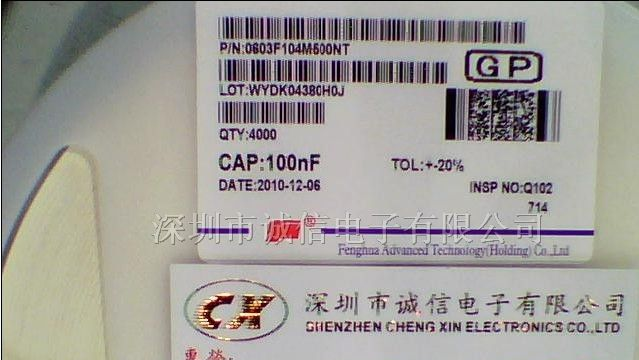 P/N:0603F104M500NT
GP
LOT:WYDK04380H0J
QTY:4000
CAP:100nF TOL:+-20%
DATE:2010-12-06 INSP NO:Q102
714
深圳市诚信电子有限公司
®
Fenghua Advanced Technology(Holding) Co.,Ltd
CX 深圳市诚信电子有限公司
SHENZHEN CHENG XIN ELECTRONICS CO.,LTD